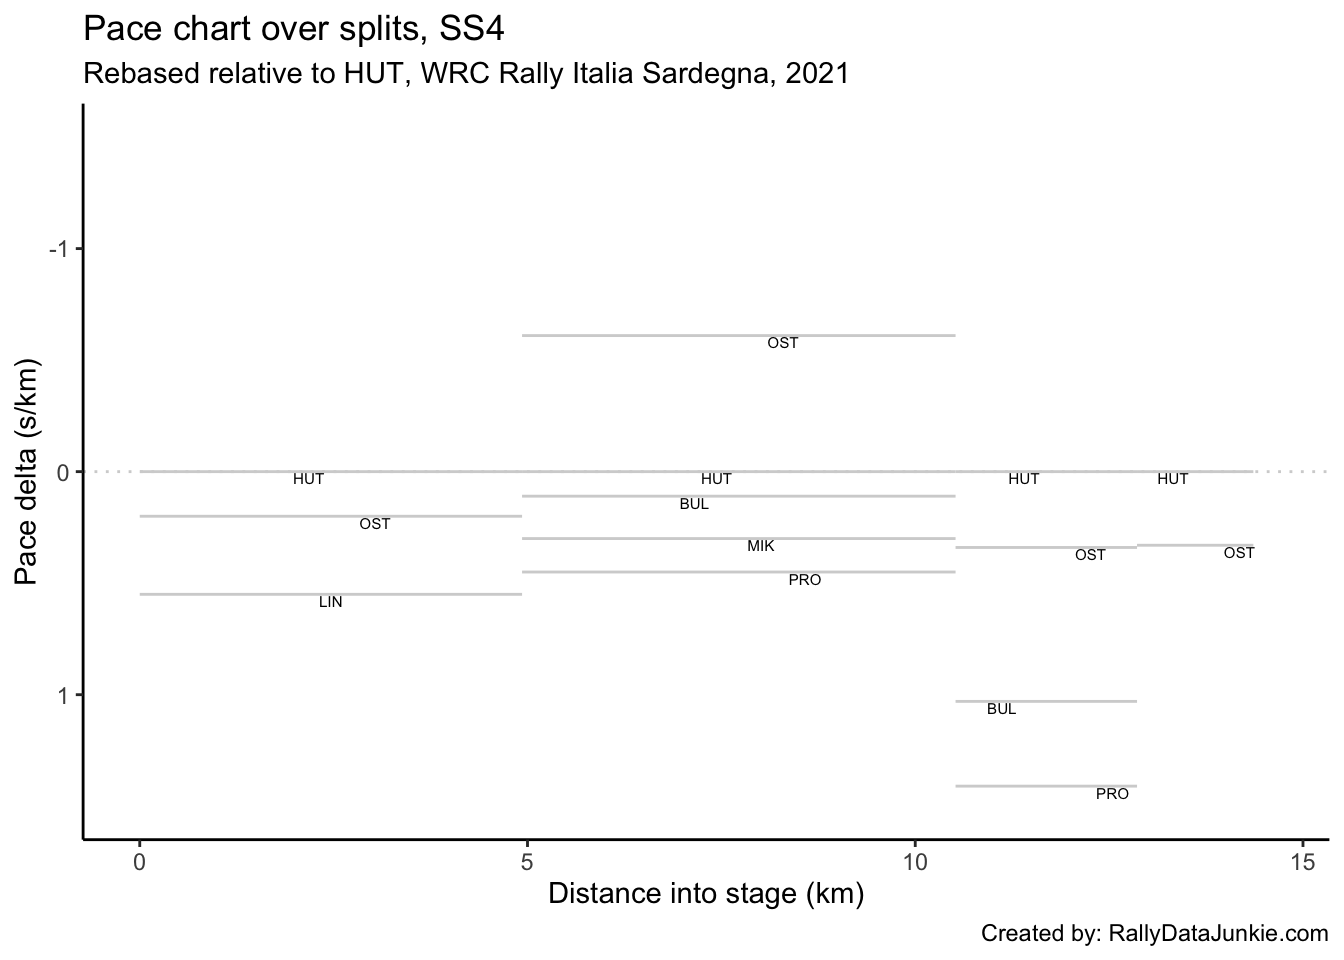 Pace chart over splits, SS4
Rebased relative to HUT, WRC Rally Italia Sardegna, 2021
Pace delta (s/km)
-1
0
1
OST
HUT HUT HUT HUT
BUL
OST
MIK
OST OST
PRO
LIN
BUL
PRO
0 5 10 15
Distance into stage (km)
Created by: RallyDataJunkie.com